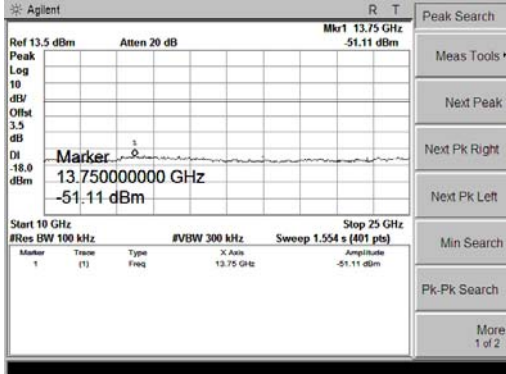 Agilent R T
Mkr1 13.75 GHz
Ref 13.5 dBm Atten 20 dB -51.11 dBm
Peak
Log
10
dB/
Offst
3.5
dB
DI
-18.0
dBm
1
Marker
13.750000000 GHz
-51.11 dBm
Start 10 GHz Stop 25 GHz
#Res BW 100 kHz #VBW 300 kHz Sweep 1.554 s (401 pts)
Marker Trace Type X Axis Amplitude
1 (1) Freq 13.75 GHz -51.11 dBm
Peak Search
Meas Tools
Next Peak
Next Pk Right
Next Pk Left
Min Search
Pk-Pk Search
More
1 of 2